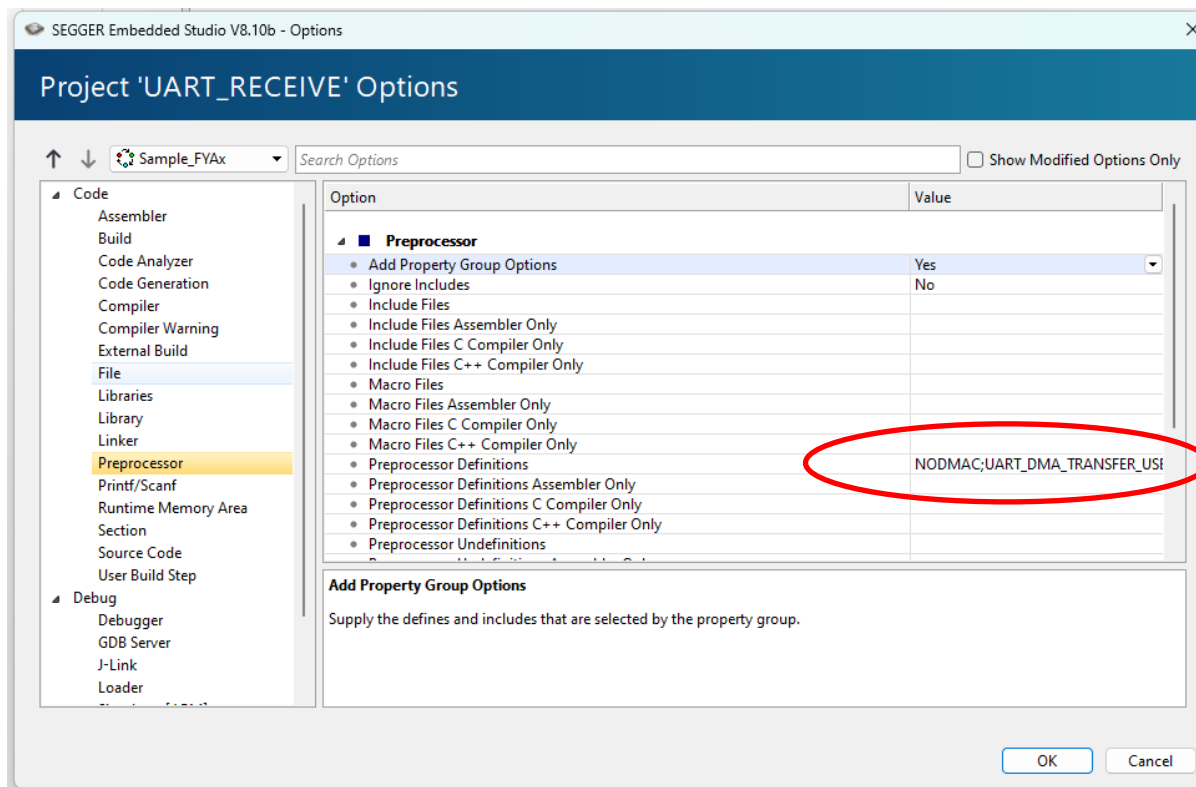 SEGGER Embedded Studio V8.10b - Options
Project 'UART_RECEIVE' Options
Sample_FYAx
Search Options
Show Modified Options Only
Code
Assembler
Build
Code Analyzer
Code Generation
Compiler
Compiler Warning
External Build
File
Libraries
Library
Linker
Preprocessor
Printf/Scanf
Runtime Memory Area
Section
Source Code
User Build Step
Debug
Debugger
GDB Server
J-Link
Loader
Option Value
Preprocessor
Add Property Group Options Yes
Ignore Includes No
Include Files
Include Files Assembler Only
Include Files C Compiler Only
Include Files C++ Compiler Only
Macro Files
Macro Files Assembler Only
Macro Files C Compiler Only
Macro Files C++ Compiler Only
Preprocessor Definitions NODMAC;UART_DMA_TRANSFER_USE
Preprocessor Definitions Assembler Only
Preprocessor Definitions C Compiler Only
Preprocessor Definitions C++ Compiler Only
Preprocessor Undefinitions
Add Property Group Options
Supply the defines and includes that are selected by the property group.
OK Cancel